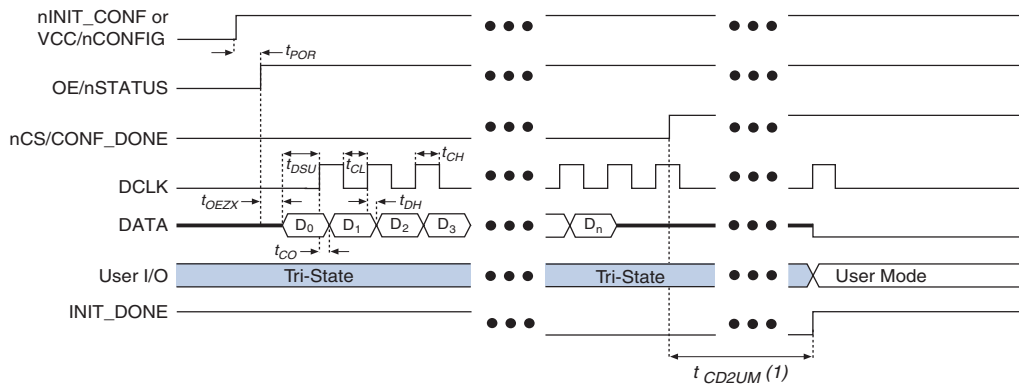 nINIT_CONF or
VCC/nCONFIG
tPOR
OE/nSTATUS
nCS/CONF_DONE
tDSU
tCL
tCH
DCLK
tOEZX
tDH
DATA
D0
D1
D2
D3
Dn
tCO
User I/O
Tri-State
Tri-State
User Mode
INIT_DONE
t CD2UM (1)